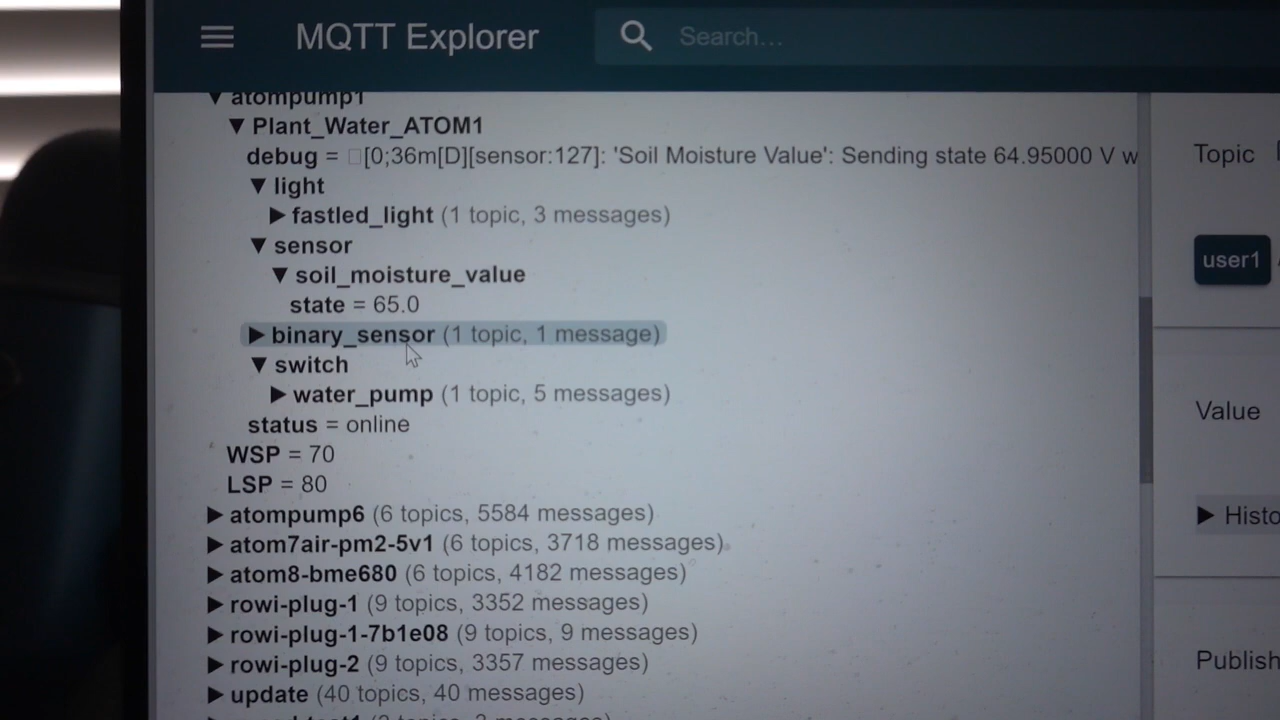 MQTT Explorer
Search...
▼ atompump1
▼ Plant_Water_ATOM1
debug = □[0;36m[D][sensor:127]: 'Soil Moisture Value': Sending state 64.95000 V w
▼ light
▶ fastled_light (1 topic, 3 messages)
▼ sensor
▼ soil_moisture_value
state = 65.0
▶ binary_sensor (1 topic, 1 message)
▼ switch
▶ water_pump (1 topic, 5 messages)
status = online
WSP = 70
LSP = 80
▶ atompump6 (6 topics, 5584 messages)
▶ atom7air-pm2-5v1 (6 topics, 3718 messages)
▶ atom8-bme680 (6 topics, 4182 messages)
▶ rowi-plug-1 (9 topics, 3352 messages)
▶ rowi-plug-1-7b1e08 (9 topics, 9 messages)
▶ rowi-plug-2 (9 topics, 3357 messages)
▶ update (40 topics, 40 messages)
Topic
user1
Value
▶ Histo
Publish